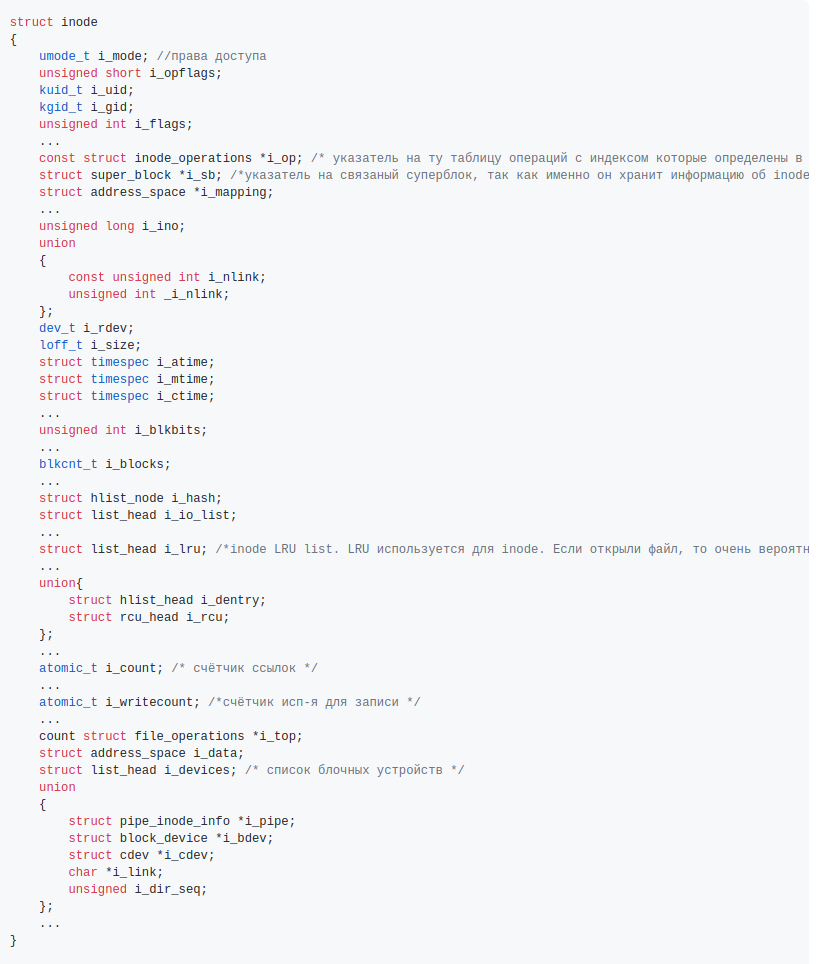 struct inode
{
    umode_t i_mode; //права доступа
    unsigned short i_opflags;
    kuid_t i_uid;
    kgid_t i_gid;
    unsigned int i_flags;
    ...
    const struct inode_operations *i_op; /* указатель на ту таблицу операций с индексом которые определены в
    struct super_block *i_sb; /*указатель на связаный суперблок, так как именно он хранит информацию об inode
    struct address_space *i_mapping;
    ...
    unsigned long i_ino;
    union
    {
        const unsigned int i_nlink;
        unsigned int _i_nlink;
    };
    dev_t i_rdev;
    loff_t i_size;
    struct timespec i_atime;
    struct timespec i_mtime;
    struct timespec i_ctime;
    ...
    unsigned int i_blkbits;
    ...
    blkcnt_t i_blocks;
    ...
    struct hlist_node i_hash;
    struct list_head i_io_list;
    ...
    struct list_head i_lru; /*inode LRU list. LRU используется для inode. Если открыли файл, то очень вероятн
    ...
    union{
        struct hlist_head i_dentry;
        struct rcu_head i_rcu;
    };
    ...
    atomic_t i_count; /* счётчик ссылок */
    ...
    atomic_t i_writecount; /*счётчик исп-я для записи */
    ...
    count struct file_operations *i_top;
    struct address_space i_data;
    struct list_head i_devices; /* список блочных устройств */
    union
    {
        struct pipe_inode_info *i_pipe;
        struct block_device *i_bdev;
        struct cdev *i_cdev;
        char *i_link;
        unsigned i_dir_seq;
    };
    ...
}